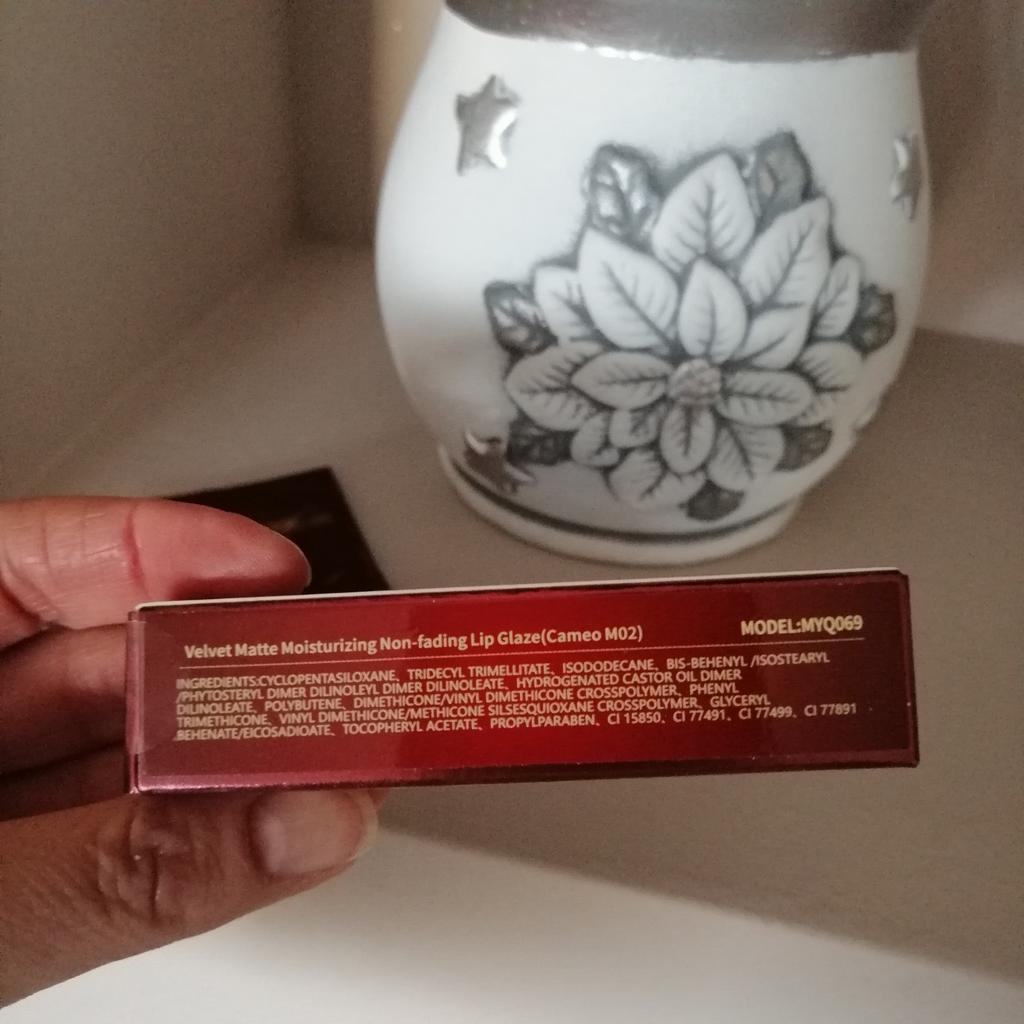 Velvet Matte Moisturizing Non-fading Lip Glaze(Cameo M02)
MODEL:MYQ069
INGREDIENTS:CYCLOPENTASILOXANE、TRIDECYL TRIMELLITATE、ISODODECANE、BIS-BEHENYL /ISOSTEARYL
/PHYTOSTERYL DIMER DILINOLEYL DIMER DILINOLEATE、HYDROGENATED CASTOR OIL DIMER
DILINOLEATE、POLYBUTENE、DIMETHICONE/VINYL DIMETHICONE CROSSPOLYMER、PHENYL
TRIMETHICONE、VINYL DIMETHICONE/METHICONE SILSESQUIOXANE CROSSPOLYMER、GLYCERYL
BEHENATE/EICOSADIOATE、TOCOPHERYL ACETATE、PROPYLPARABEN、CI 15850、CI 77491、CI 77499、CI 77891